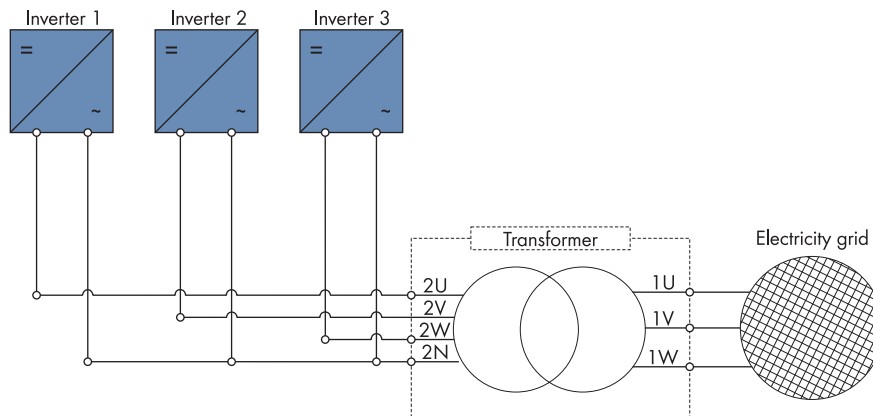 Inverter 1 Inverter 2 Inverter 3
= = =
~ ~ ~
Transformer
Electricity grid
2U
2V
2W
2N
1U
1V
1W